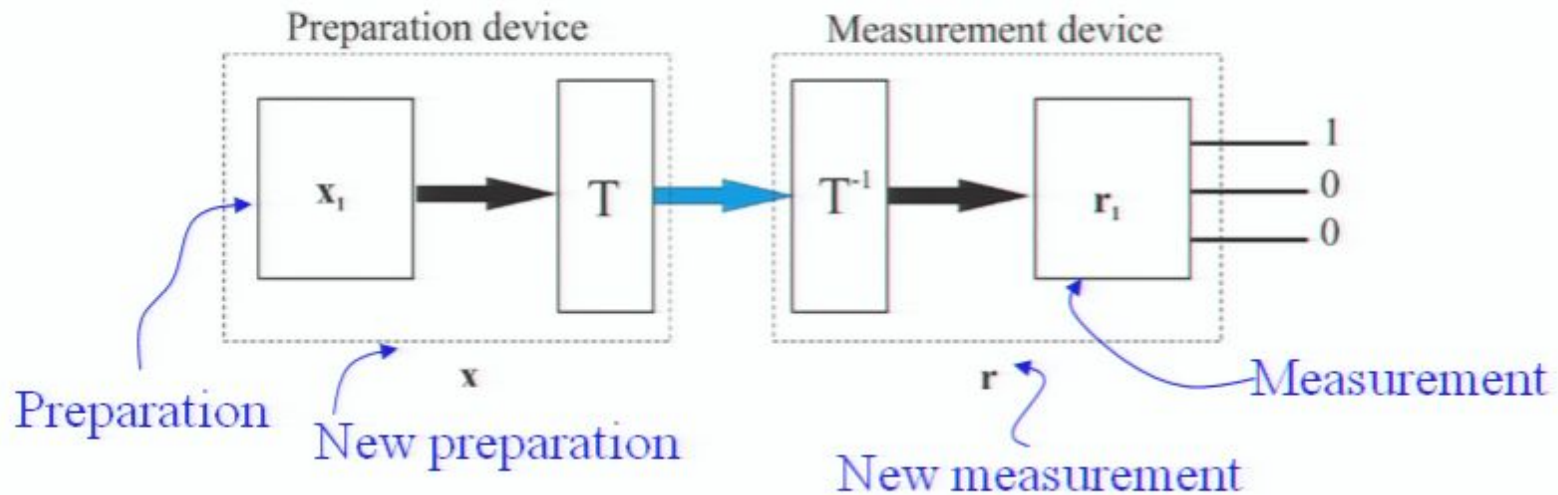 Preparation device
Measurement device
x₁
T
T⁻¹
r₁
1
0
0
x
r
Preparation
New preparation
Measurement
New measurement